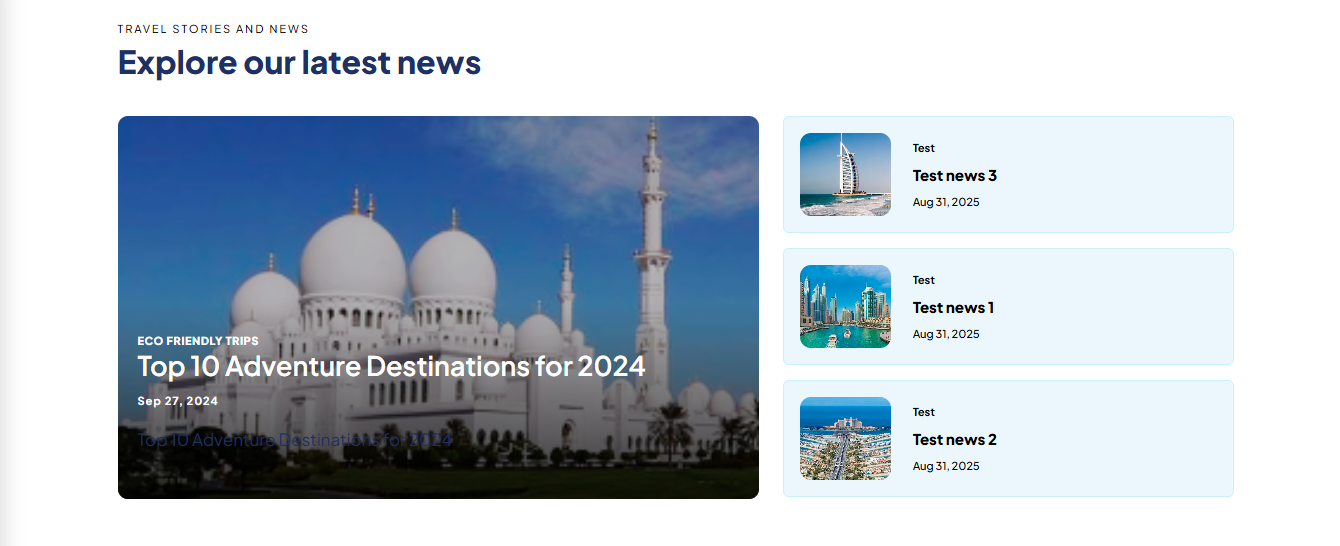 TRAVEL STORIES AND NEWS
Explore our latest news
ECO FRIENDLY TRIPS
Top 10 Adventure Destinations for 2024
Sep 27, 2024
Top 10 Adventure Destinations for 2024
Test
Test news 3
Aug 31, 2025
Test
Test news 1
Aug 31, 2025
Test
Test news 2
Aug 31, 2025